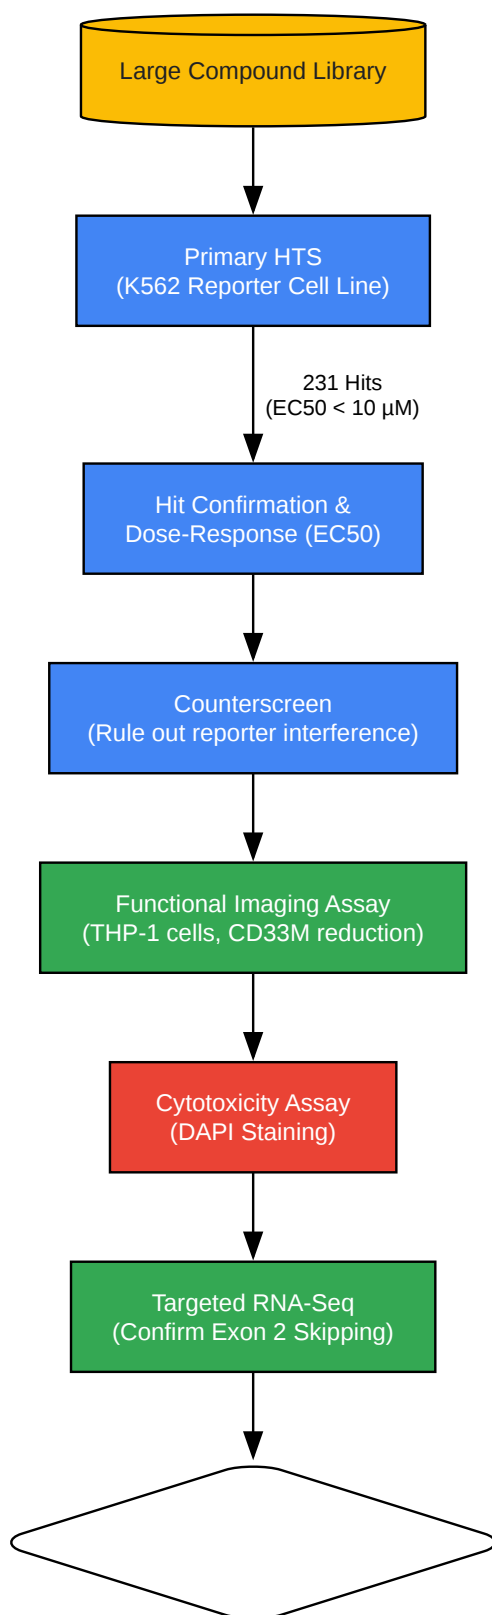 Large Compound Library
Primary HTS
(K562 Reporter Cell Line)
231 Hits
(EC50 < 10 µM)
Hit Confirmation &
Dose-Response (EC50)
Counterscreen
(Rule out reporter interference)
Functional Imaging Assay
(THP-1 cells, CD33M reduction)
Cytotoxicity Assay
(DAPI Staining)
Targeted RNA-Seq
(Confirm Exon 2 Skipping)